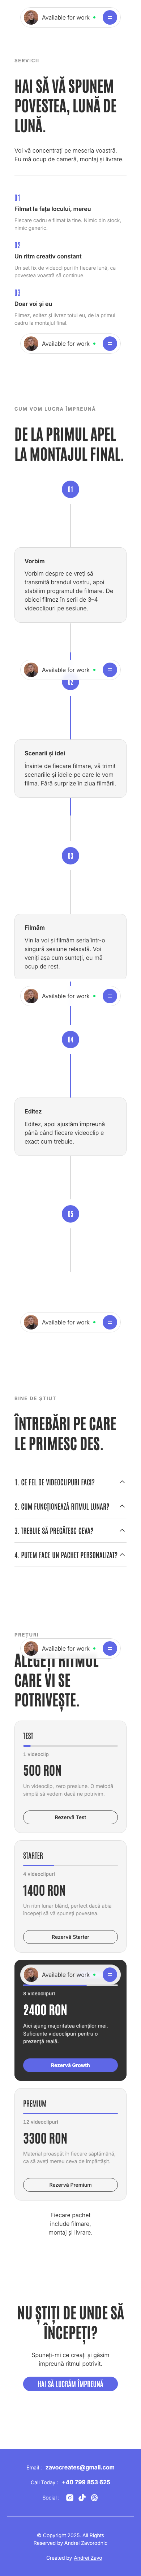 Available for work
SERVICII
HAI SĂ VĂ SPUNEM
POVESTEA, LUNĂ DE
LUNĂ.
Voi vă concentrați pe meseria voastră.
Eu mă ocup de cameră, montaj și livrare.
01
Filmat la fața locului, mereu
Fiecare cadru e filmat la tine. Nimic din stock,
nimic generic.
02
Un ritm creativ constant
Un set fix de videoclipuri în fiecare lună, ca
povestea voastră să continue.
03
Doar voi și eu
Filmez, editez și livrez totul eu, de la primul
cadru la montajul final.
Available for work
CUM VOM LUCRA ÎMPREUNĂ
DE LA PRIMUL APEL
LA MONTAJUL FINAL.
01
Vorbim
Vorbim despre ce vreți să
transmită brandul vostru, apoi
stabilim programul de filmare. De
obicei filmez în serii de 3–4
videoclipuri pe sesiune.
Available for work
02
Scenarii și idei
Înainte de fiecare filmare, vă trimit
scenariile și ideile pe care le vom
filma. Fără surprize în ziua filmării.
03
Filmăm
Vin la voi și filmăm seria într-o
singură sesiune relaxată. Voi
veniți așa cum sunteți, eu mă
ocup de rest.
Available for work
04
Editez
Editez, apoi ajustăm împreună
până când fiecare videoclip e
exact cum trebuie.
05
Available for work
BINE DE ȘTIUT
ÎNTREBĂRI PE CARE
LE PRIMESC DES.
1. CE FEL DE VIDEOCLIPURI FACI?
2. CUM FUNCȚIONEAZĂ RITMUL LUNAR?
3. TREBUIE SĂ PREGĂTESC CEVA?
4. PUTEM FACE UN PACHET PERSONALIZAT?
PREȚURI
Available for work
ALEGEȚI RITMUL
CARE VI SE
POTRIVEȘTE.
TEST
1 videoclip
500 RON
Un videoclip, zero presiune. O metodă
simplă să vedem dacă ne potrivim.
Rezervă Test
STARTER
4 videoclipuri
1400 RON
Un ritm lunar blând, perfect dacă abia
începeți să vă spuneți povestea.
Rezervă Starter
Available for work
8 videoclipuri
2400 RON
Aici ajung majoritatea clienților mei.
Suficiente videoclipuri pentru o
prezență reală.
Rezervă Growth
PREMIUM
12 videoclipuri
3300 RON
Material proaspăt în fiecare săptămână,
ca să aveți mereu ceva de împărtășit.
Rezervă Premium
Fiecare pachet
include filmare,
montaj și livrare.
NU ȘTIȚI DE UNDE SĂ
ÎNCEPEȚI?
Spuneți-mi ce creați și găsim
împreună ritmul potrivit.
HAI SĂ LUCRĂM ÎMPREUNĂ
Email : zavocreates@gmail.com
Call Today : +40 799 853 625
Social :
© Copyright 2025. All Rights
Reserved by Andrei Zavorodnic
Created by Andrei Zavo